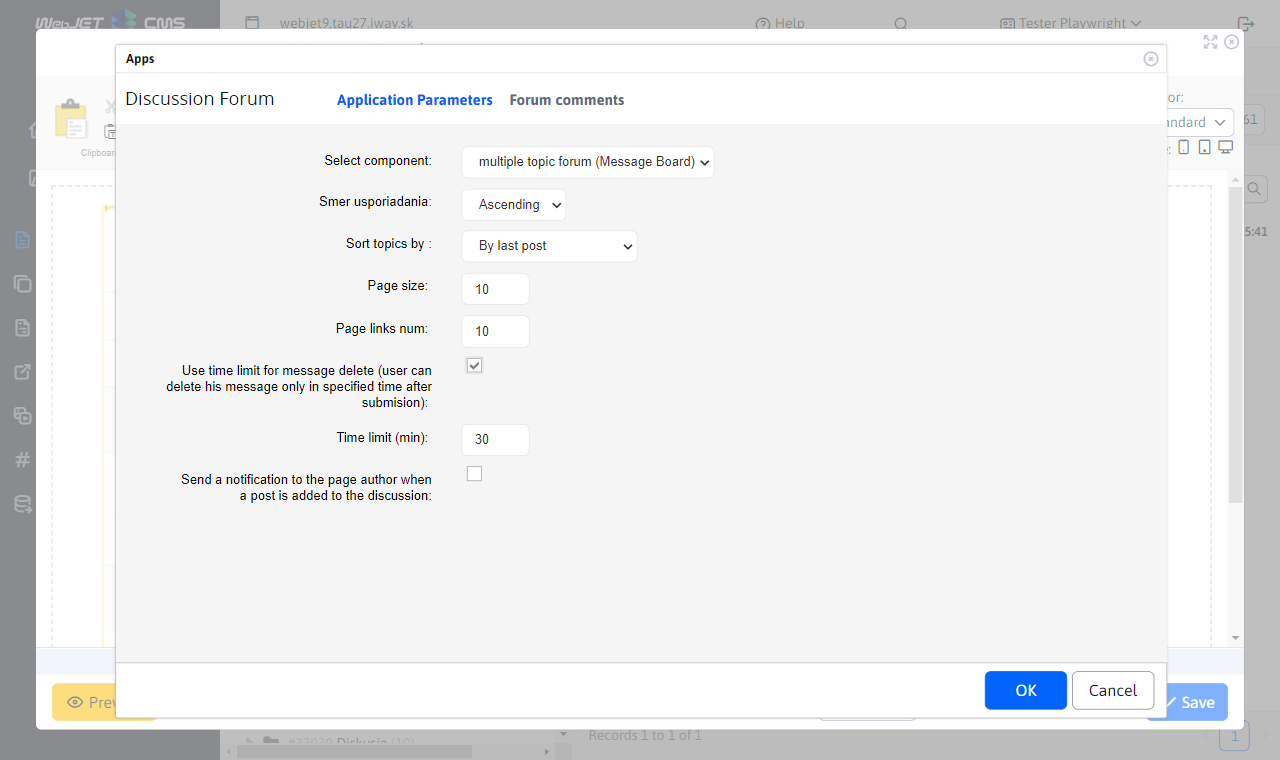 WebJET CMS
webjet9.tau27.iway.sk
Help
Tester Playwright
Apps
Discussion Forum
Application Parameters
Forum comments
Select component:
multiple topic forum (Message Board)
Smer usporiadania:
Ascending
Sort topics by :
By last post
Page size:
10
Page links num:
10
Use time limit for message delete (user can
delete his message only in specified time after
submision):
Time limit (min):
30
Send a notification to the page author when
a post is added to the discussion:
OK
Cancel
Save
Records 1 to 1 of 1
1
#33038 Diskusia (10)
61
5:41